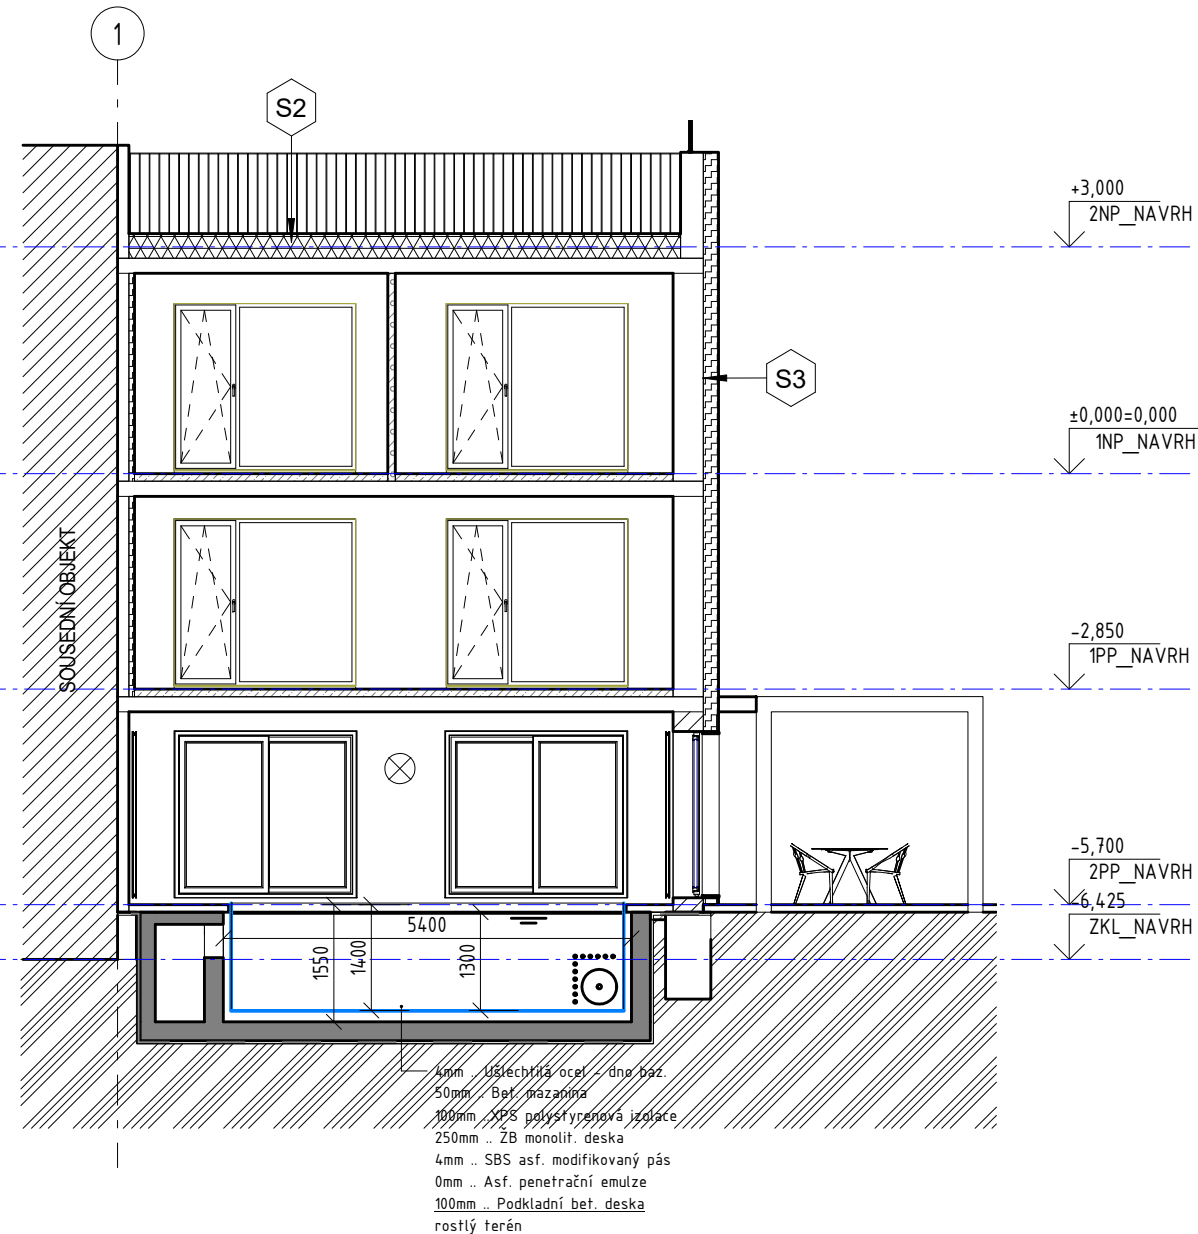 1
S2
+3,000
2NP_NAVRH
S3
±0,000=0,000
1NP_NAVRH
SOUSEDNÍ OBJEKT
-2,850
1PP_NAVRH
-5,700
2PP_NAVRH
-6,425
ZKL_NAVRH
5400
1550
1400
1300
4mm .. Ušlechtilá ocel - dno baz.
50mm .. Bet. mazanina
100mm ..XPS polystyrenová izolace
250mm .. ŽB monolit. deska
4mm .. SBS asf. modifikovaný pás
0mm .. Asf. penetrační emulze
100mm .. Podkladní bet. deska
rostlý terén